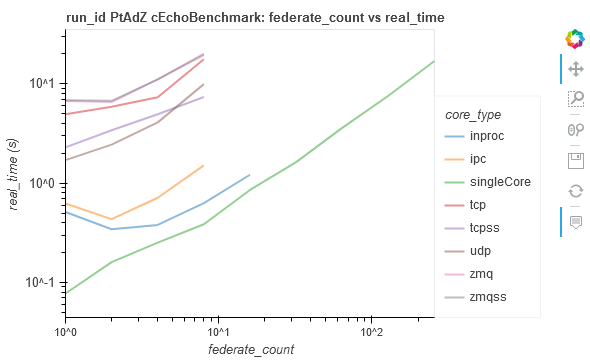 run_id PtAdZ cEchoBenchmark: federate_count vs real_time
real_time (s)
10^1
10^0
10^-1
10^0
10^1
10^2
federate_count
core_type
inproc
ipc
singleCore
tcp
tcpss
udp
zmq
zmqss